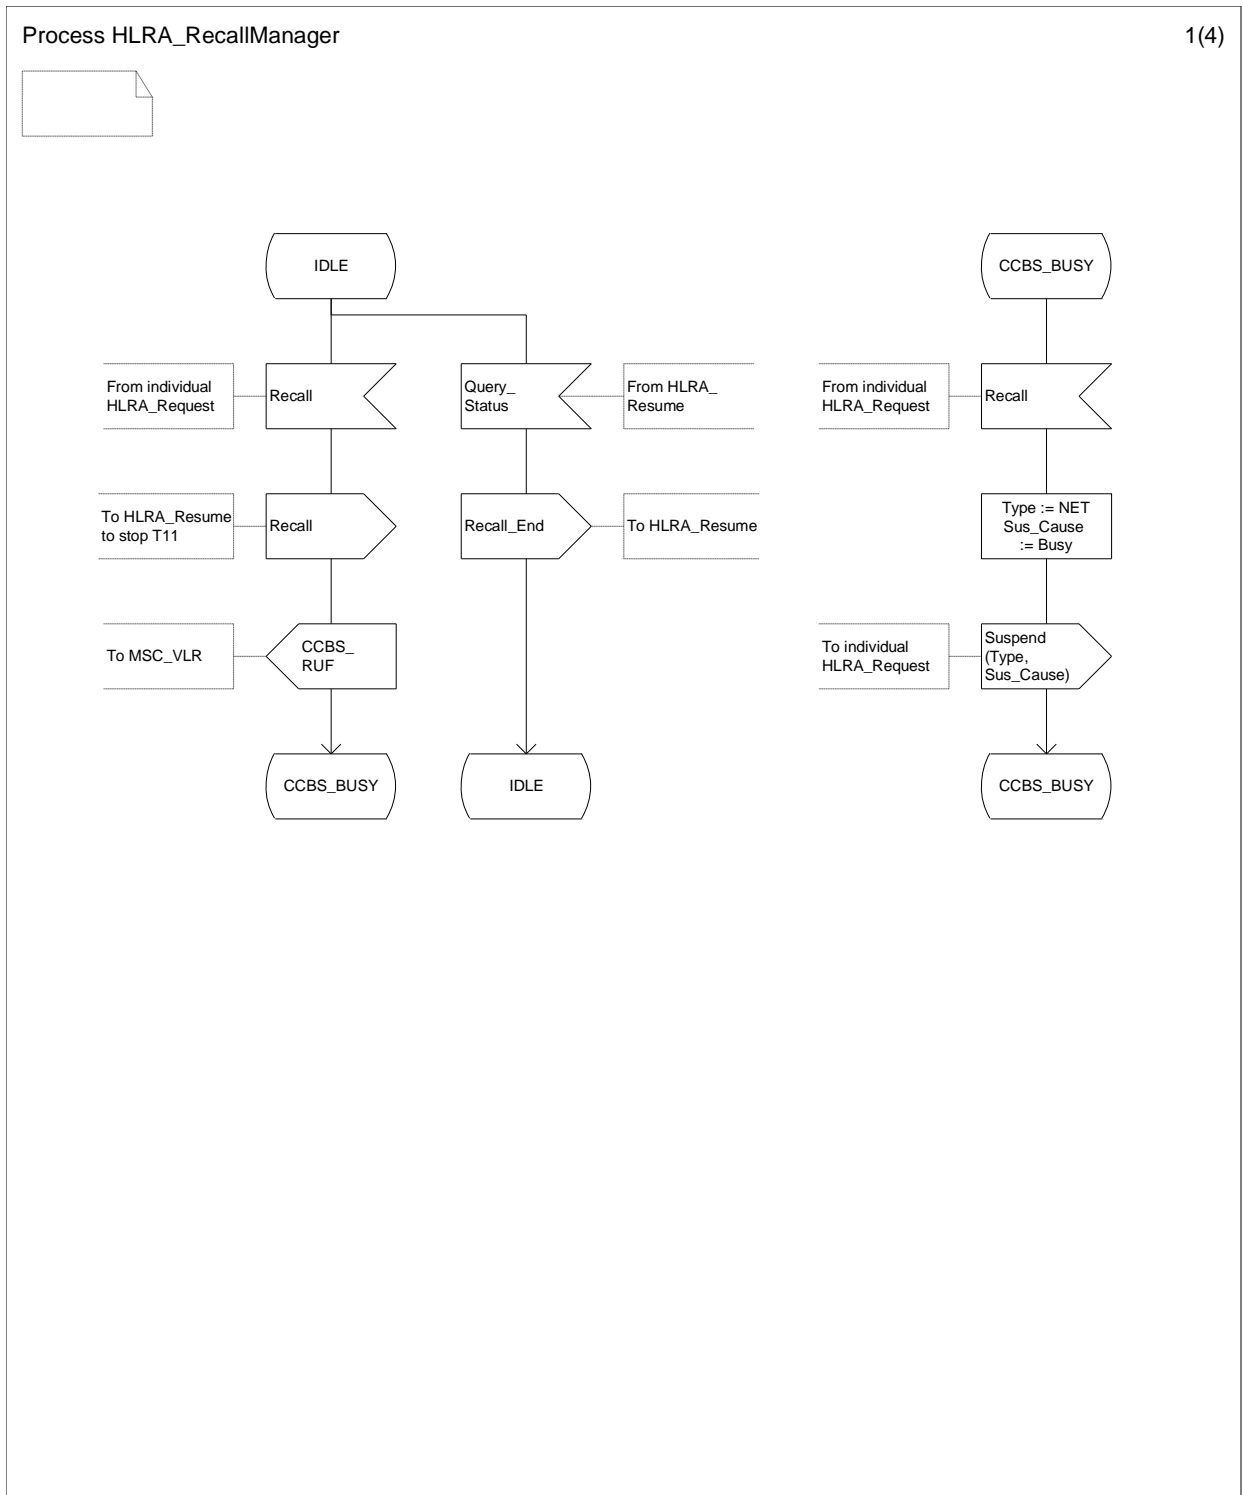 Process HLRA_RecallManager
1(4)
IDLE
CCBS_BUSY
From individual
HLRA_Request
Recall
Query_
Status
From HLRA_
Resume
From individual
HLRA_Request
Recall
To HLRA_Resume
to stop T11
Recall
Recall_End
To HLRA_Resume
Type := NET
Sus_Cause
:= Busy
To MSC_VLR
CCBS_
RUF
To individual
HLRA_Request
Suspend
(Type,
Sus_Cause)
CCBS_BUSY
IDLE
CCBS_BUSY